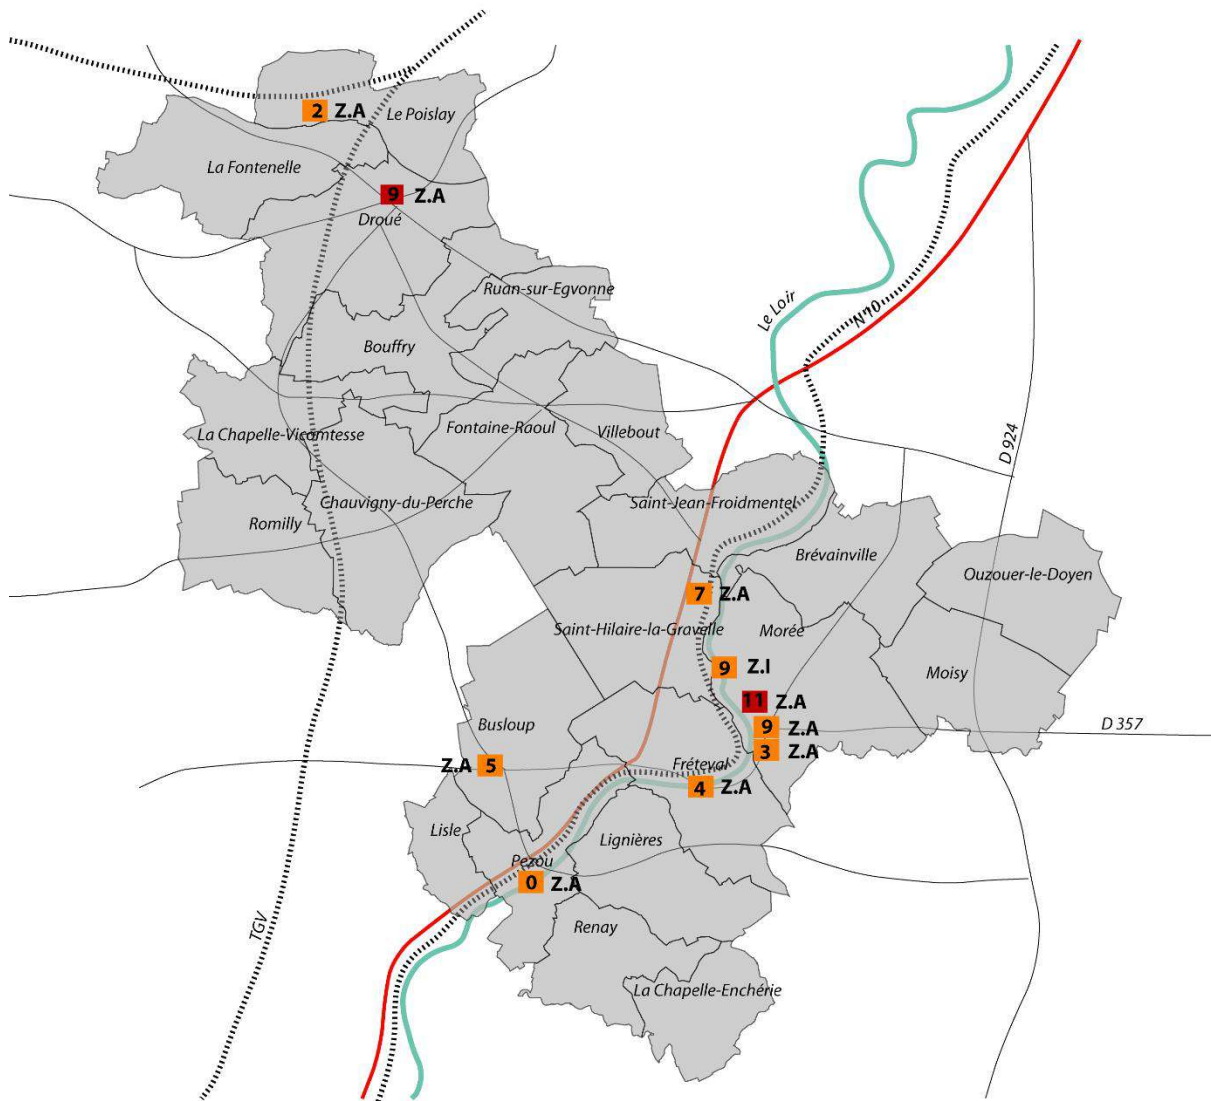 Le Poislay
2 Z.A
La Fontenelle
9 Z.A
Droué
Ruan-sur-Egvonne
Le Loir
N10
Bouffry
La Chapelle-Vicomtesse
Fontaine-Raoul
Villebout
D 924
Romilly
Chauvigny-du-Perche
Saint-Jean-Froidmentel
Brévainville
Ouzouer-le-Doyen
7 Z.A
Saint-Hilaire-la-Gravelle
Morée
9 Z.I
Moisy
11 Z.A
Busloup
9 Z.A
D 357
3 Z.A
Z.A 5
Fréteval
4 Z.A
Lisle
Lignières
Pezou
0 Z.A
TGV
Renay
La Chapelle-Enchérie